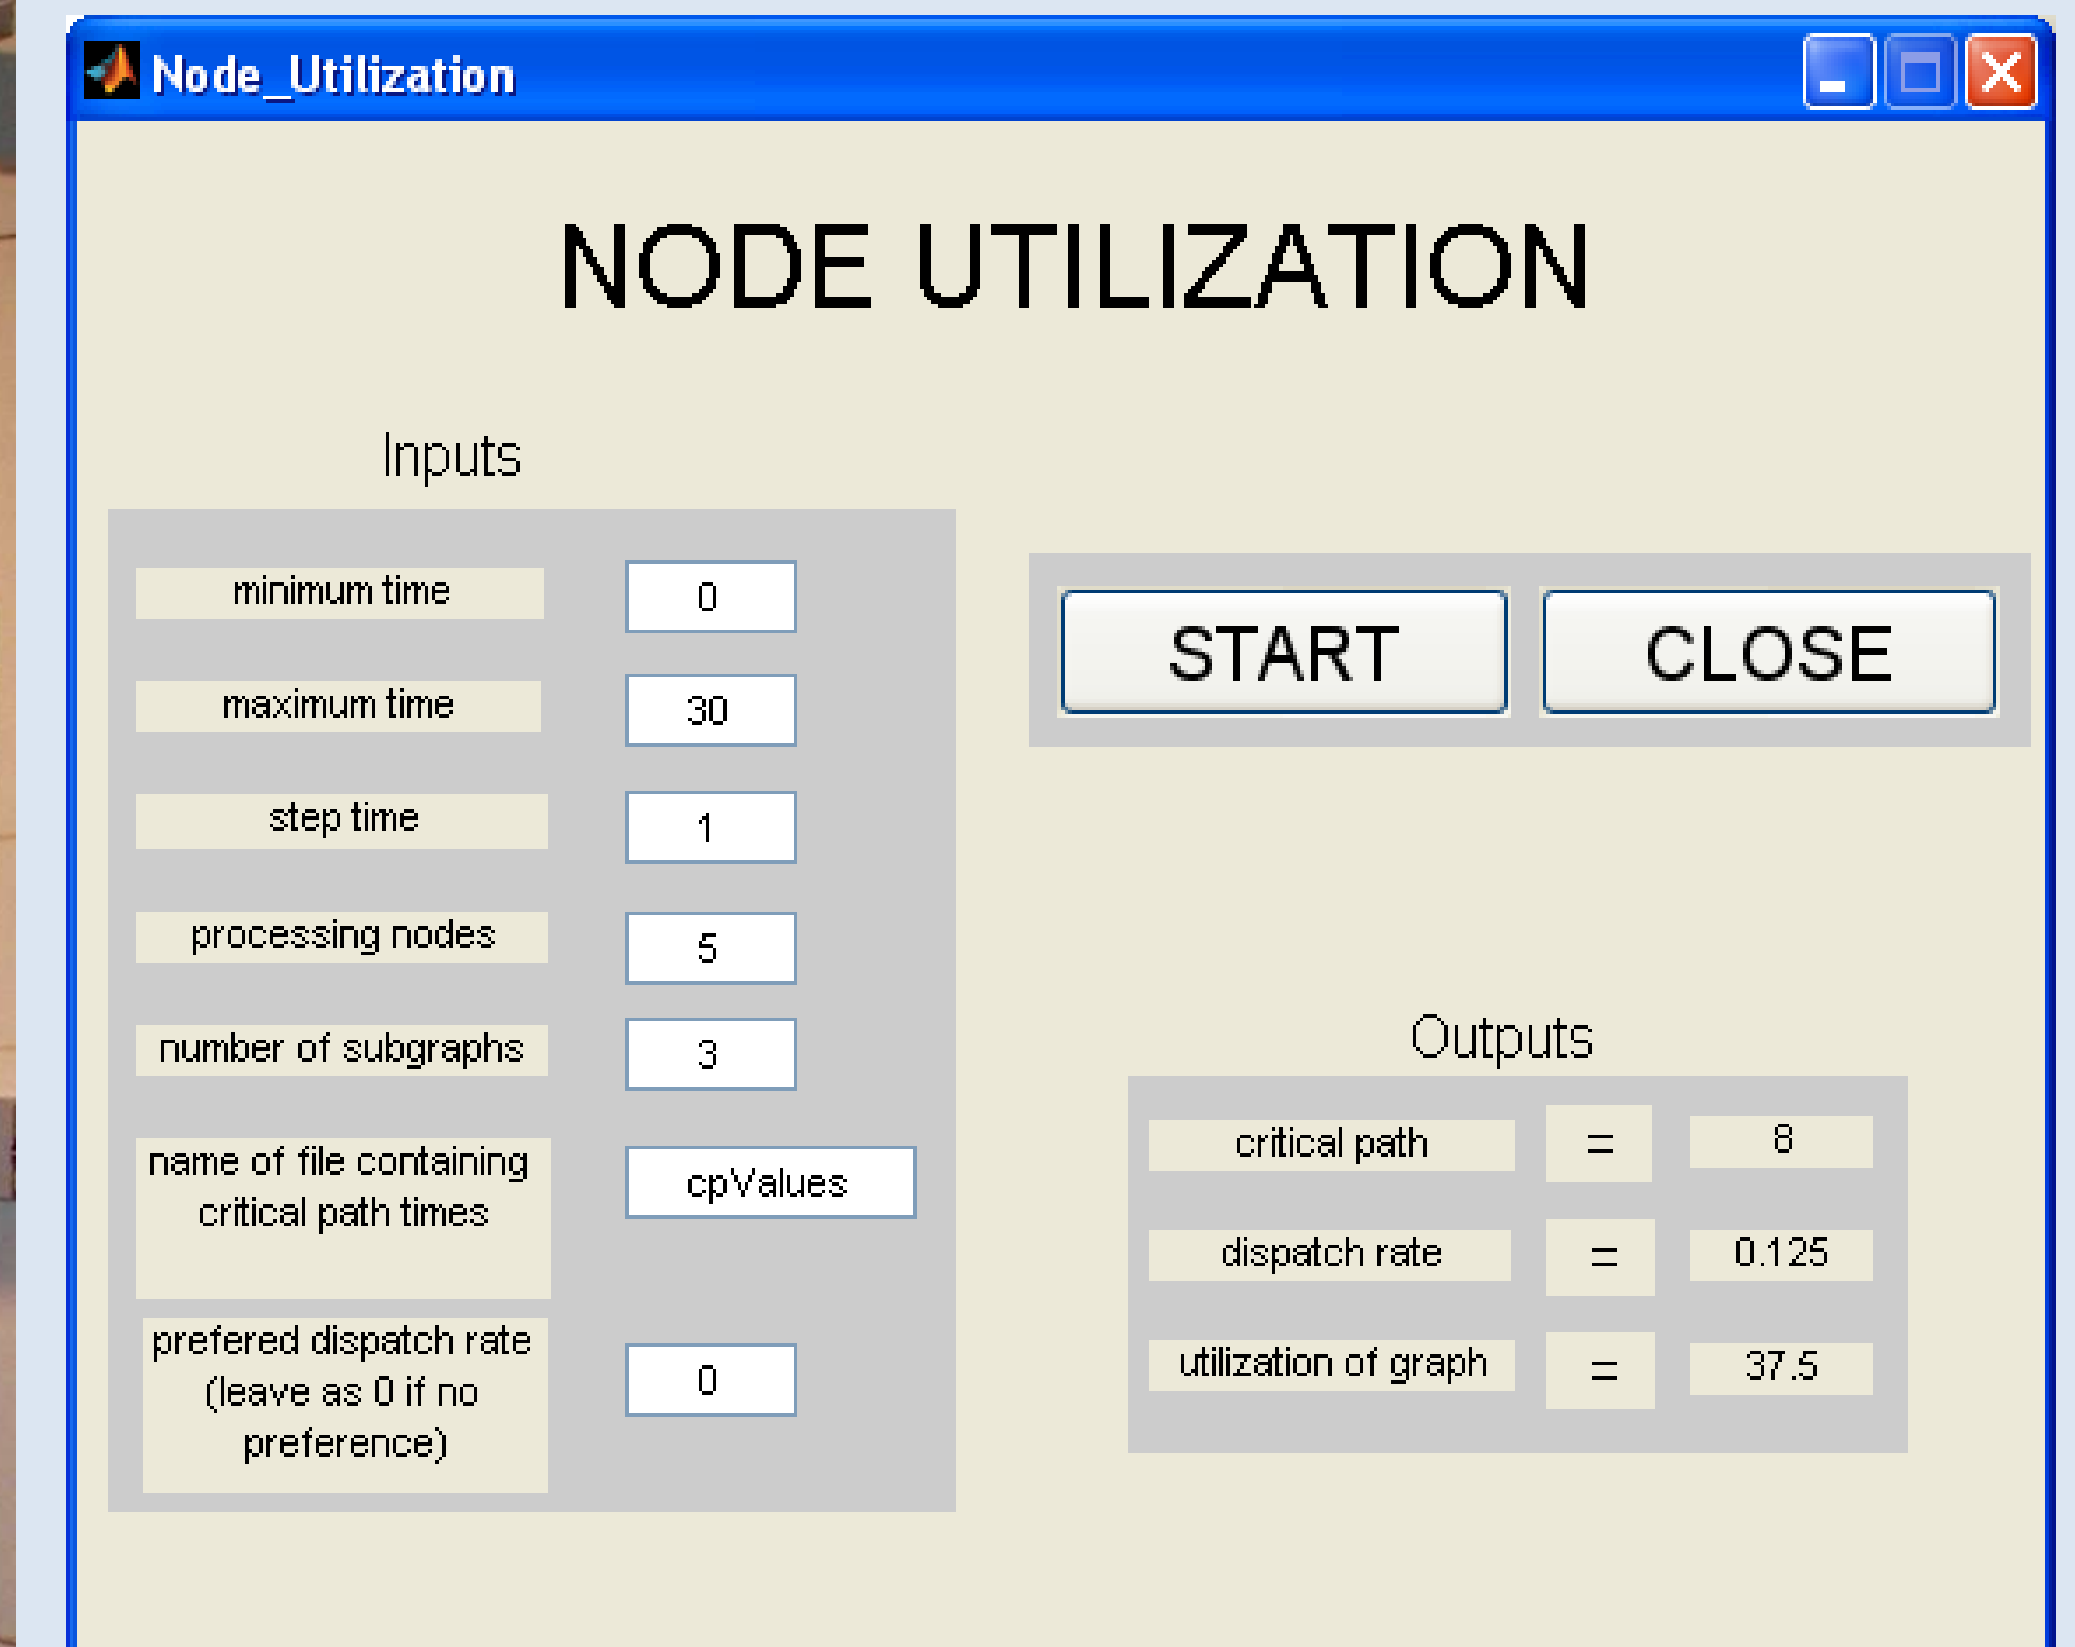 Node_Utilization
NODE UTILIZATION
Inputs
minimum time 0
maximum time 30
step time 1
processing nodes 5
number of subgraphs 3
name of file containing
critical path times
cpValues
prefered dispatch rate
(leave as 0 if no
preference)
0
START CLOSE
Outputs
critical path = 8
dispatch rate = 0.125
utilization of graph = 37.5